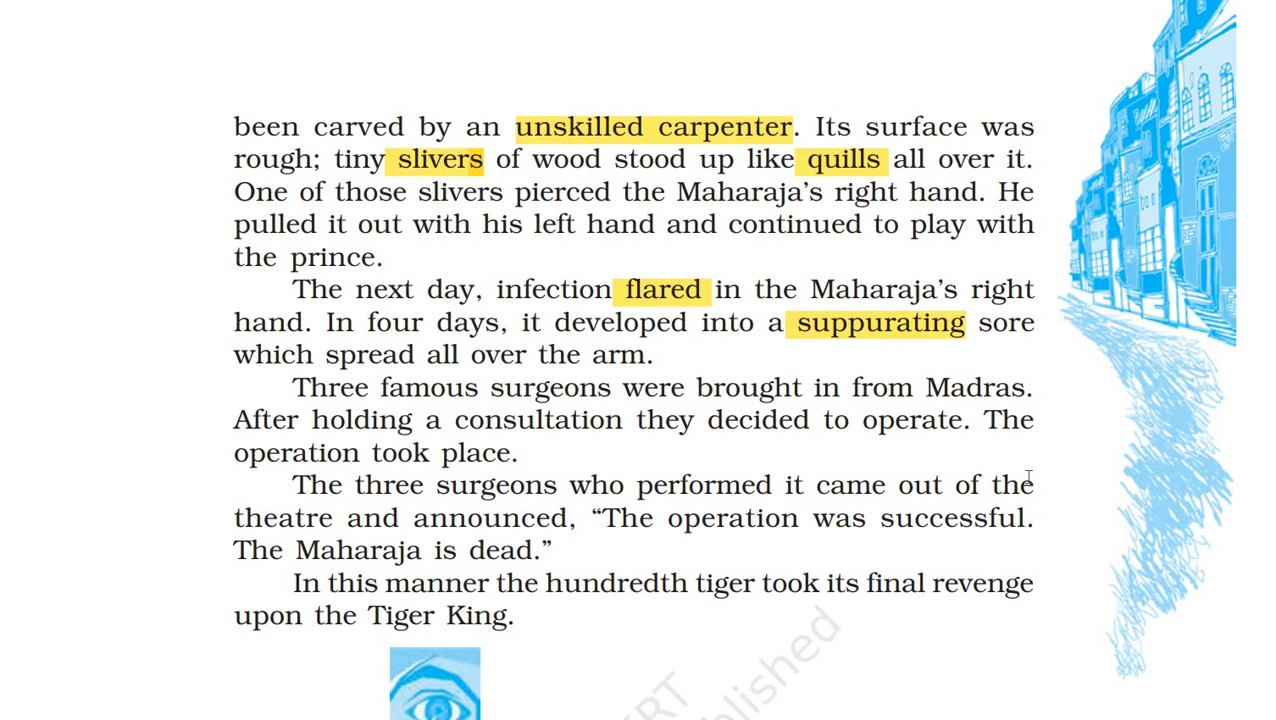 been carved by an unskilled carpenter. Its surface was
rough; tiny slivers of wood stood up like quills all over it.
One of those slivers pierced the Maharaja’s right hand. He
pulled it out with his left hand and continued to play with
the prince.
The next day, infection flared in the Maharaja’s right
hand. In four days, it developed into a suppurating sore
which spread all over the arm.
Three famous surgeons were brought in from Madras.
After holding a consultation they decided to operate. The
operation took place.
The three surgeons who performed it came out of the
theatre and announced, “The operation was successful.
The Maharaja is dead.”
In this manner the hundredth tiger took its final revenge
upon the Tiger King.